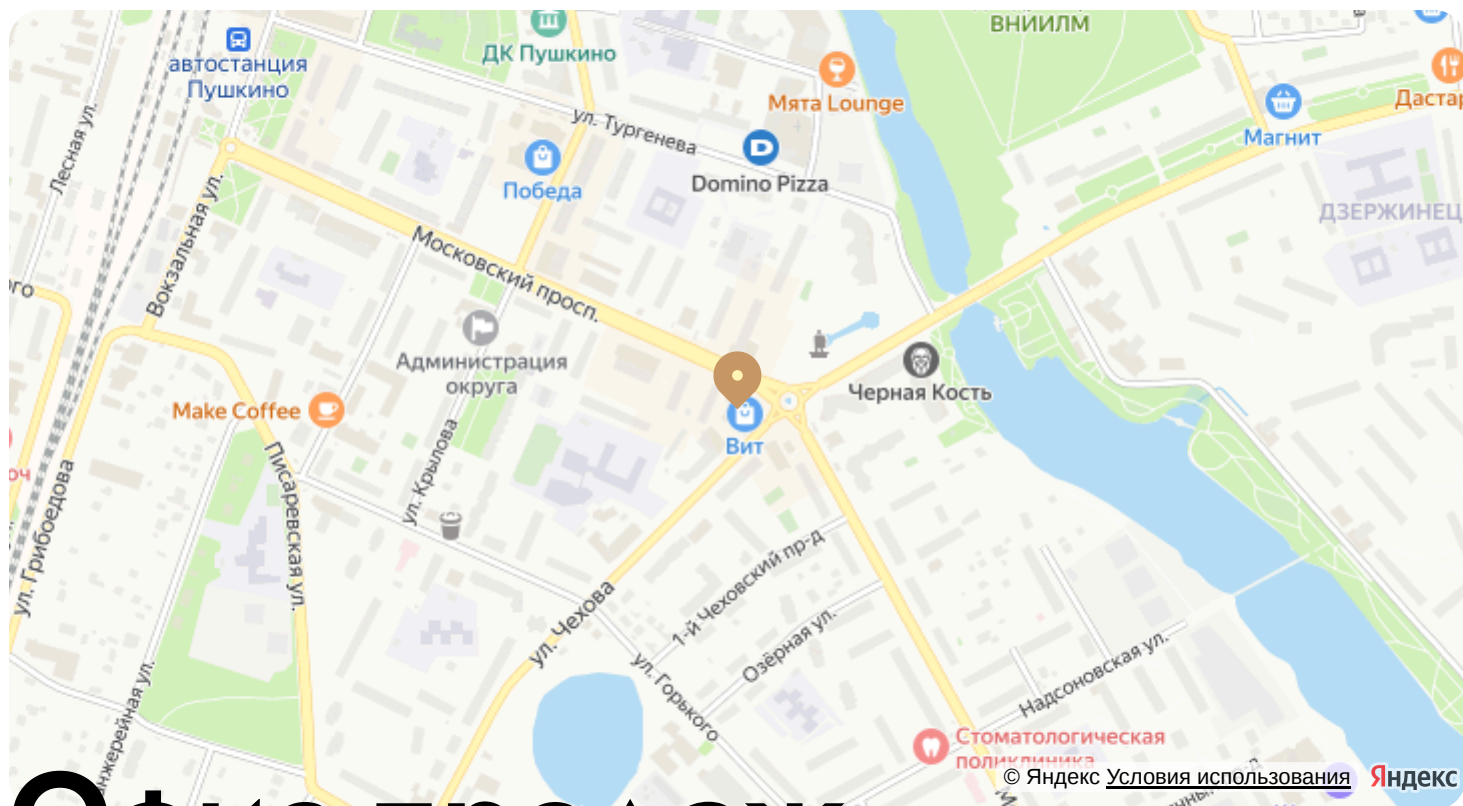 ВНИИЛМ
ДК Пушкино
автостанция
Пушкино
Мята Lounge
Магнит
Лесная ул.
ул. Тургенева
Победа
Domino Pizza
ДЗЕРЖИНЕЦ
Вокзальная ул.
Московский просп.
Администрация
округа
Черная Кость
Make Coffee
Вит
ул. Крылова
Писаревская ул.
ул. Грибоедова
1-й Чеховский пр-д
ул. Чехова
Озёрная ул.
ул. Горького
Надсоновская ул.
Стоматологическая
поликлиника
© Яндекс Условия использования
Яндекс